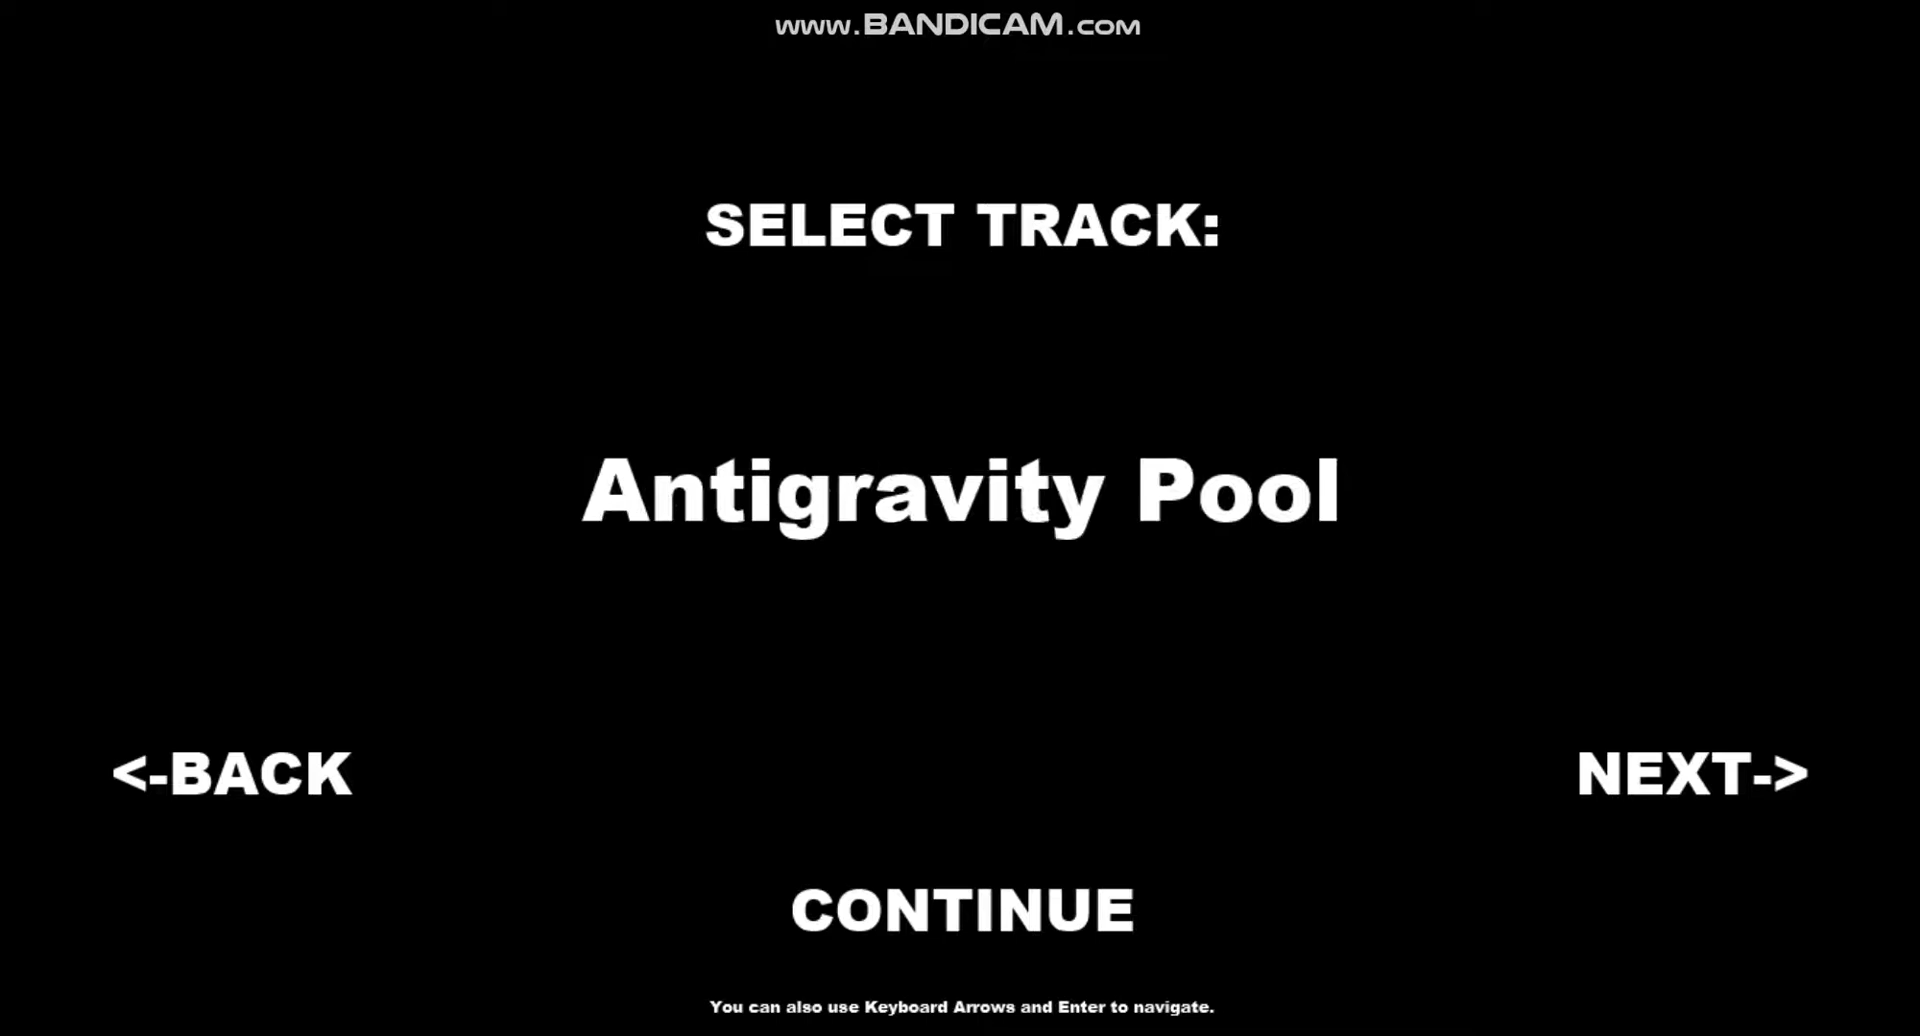 www.BANDICAM.COM
SELECT TRACK:
Antigravity Pool
<-BACK
NEXT->
CONTINUE
You can also use Keyboard Arrows and Enter to navigate.